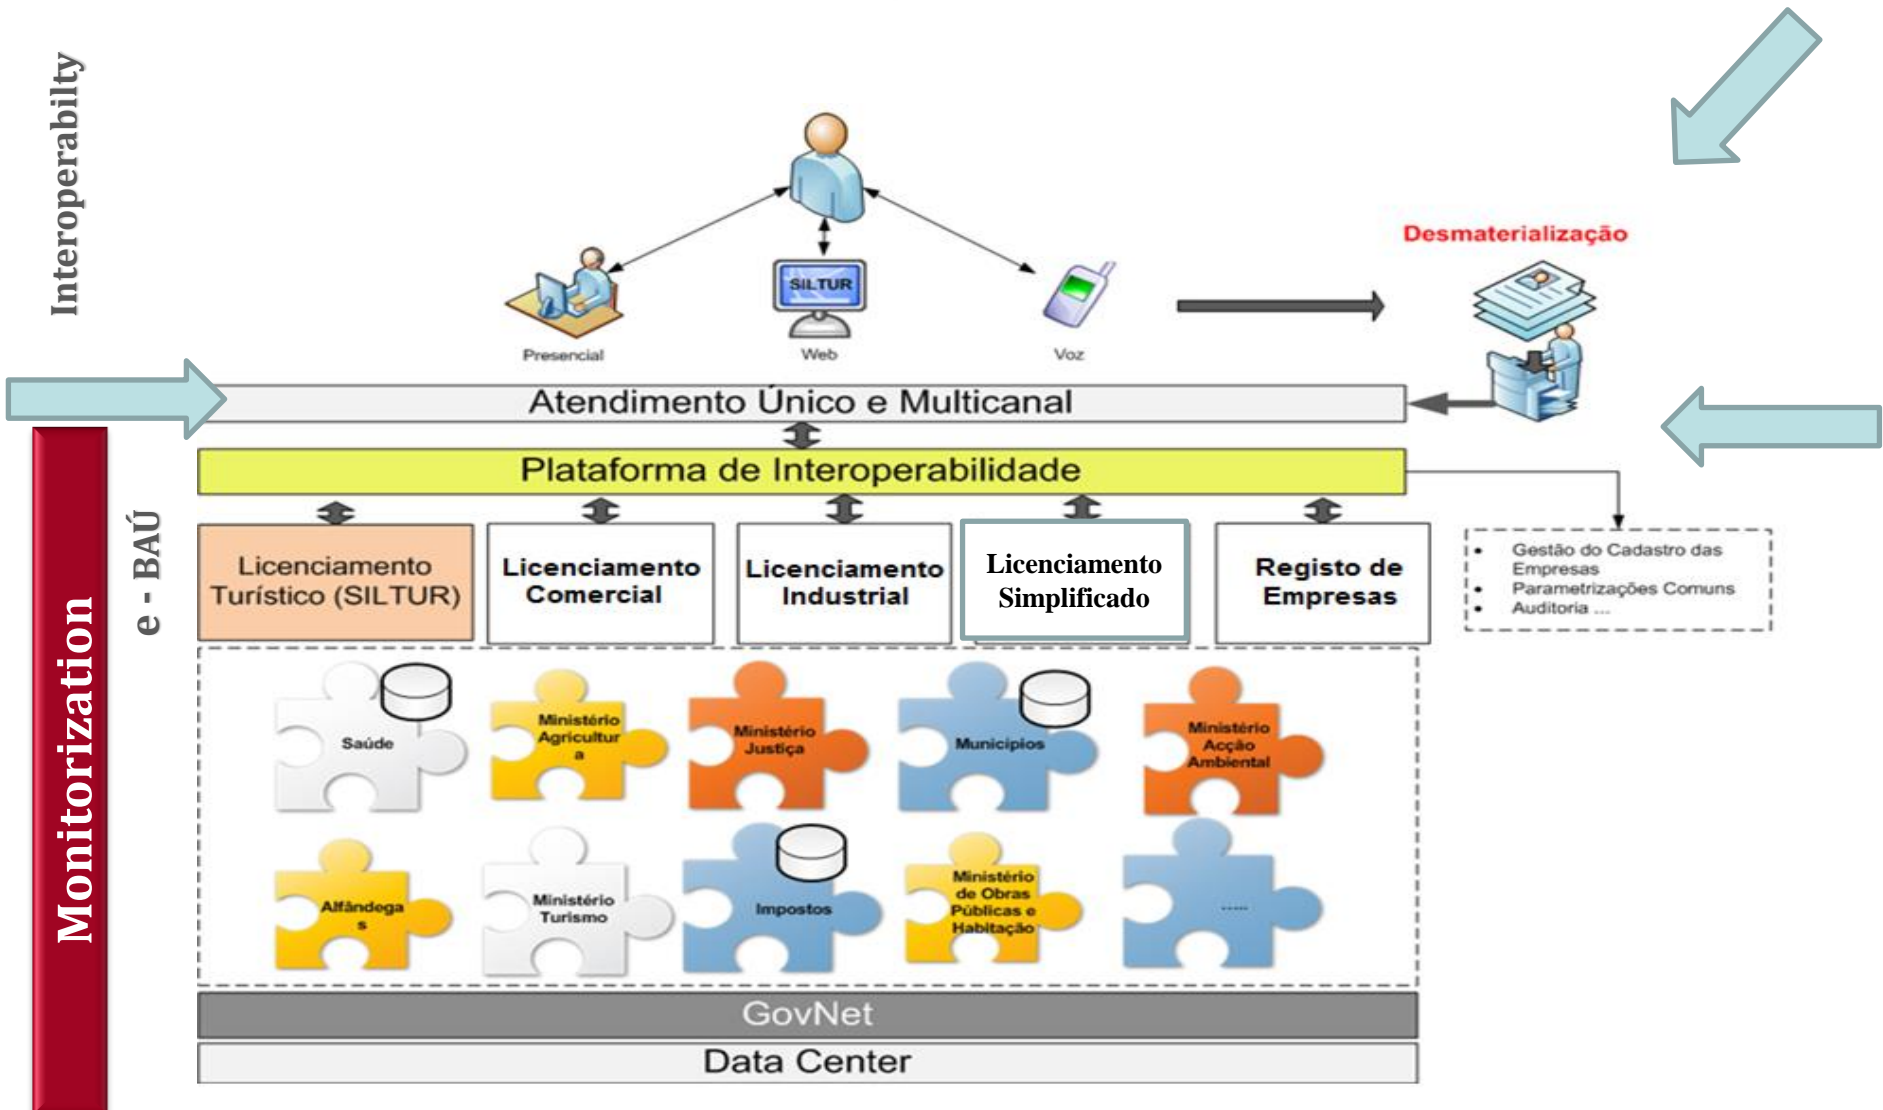 Interoperabilty
Desmaterialização
SILTUR
Presencial
Web
Voz
Atendimento Único e Multicanal
Plataforma de Interoperabilidade
e - BAÚ
Monitorization
Licenciamento
Turístico (SILTUR)
Licenciamento
Comercial
Licenciamento
Industrial
Licenciamento
Simplificado
Registo de
Empresas
• Gestão do Cadastro das
Empresas
• Parametrizações Comuns
• Auditoria ...
Saúde
Ministério
Agricultur
a
Ministério
Justiça
Municípios
Ministério
Acção
Ambiental
Alfândega
s
Ministério
Turismo
Impostos
Ministério
de Obras
Públicas e
Habitação
.....
GovNet
Data Center